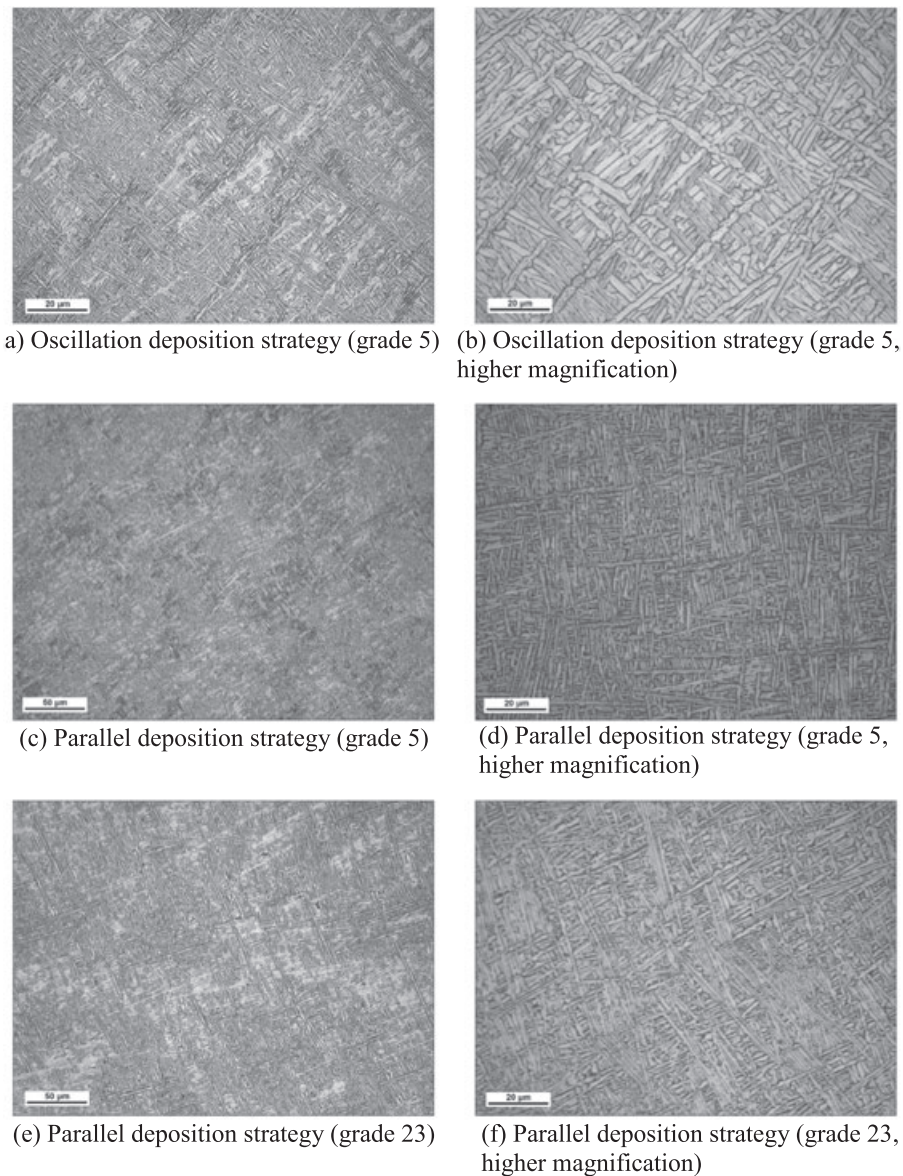 20 µm
20 µm
a) Oscillation deposition strategy (grade 5)
(b) Oscillation deposition strategy (grade 5,
higher magnification)
50 µm
20 µm
(c) Parallel deposition strategy (grade 5)
(d) Parallel deposition strategy (grade 5,
higher magnification)
50 µm
20 µm
(e) Parallel deposition strategy (grade 23)
(f) Parallel deposition strategy (grade 23,
higher magnification)